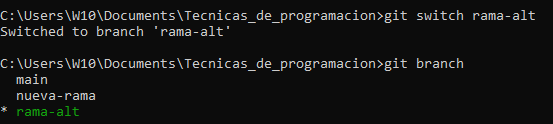 C:\Users\W10\Documents\Tecnicas_de_programacion>git switch rama-alt
Switched to branch 'rama-alt'
C:\Users\W10\Documents\Tecnicas_de_programacion>git branch
  main
  nueva-rama
* rama-alt